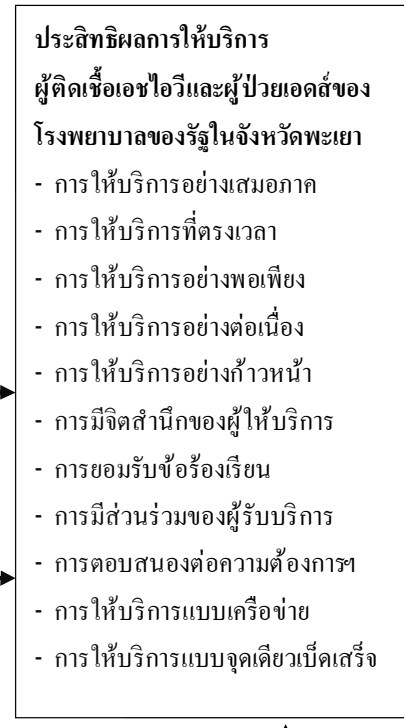 ประสิทธิผลการให้บริการ
ผู้ติดเชื้อเอชไอวีและผู้ป่วยเอดส์ของ
โรงพยาบาลของรัฐในจังหวัดพะเยา
- การให้บริการอย่างเสมอภาค
- การให้บริการที่ตรงเวลา
- การให้บริการอย่างพอเพียง
- การให้บริการอย่างต่อเนื่อง
- การให้บริการอย่างก้าวหน้า
- การมีจิตสำนึกของผู้ให้บริการ
- การยอมรับข้อร้องเรียน
- การมีส่วนร่วมของผู้รับบริการ
- การตอบสนองต่อความต้องการฯ
- การให้บริการแบบเครือข่าย
- การให้บริการแบบจุดเดียวเบ็ดเสร็จ